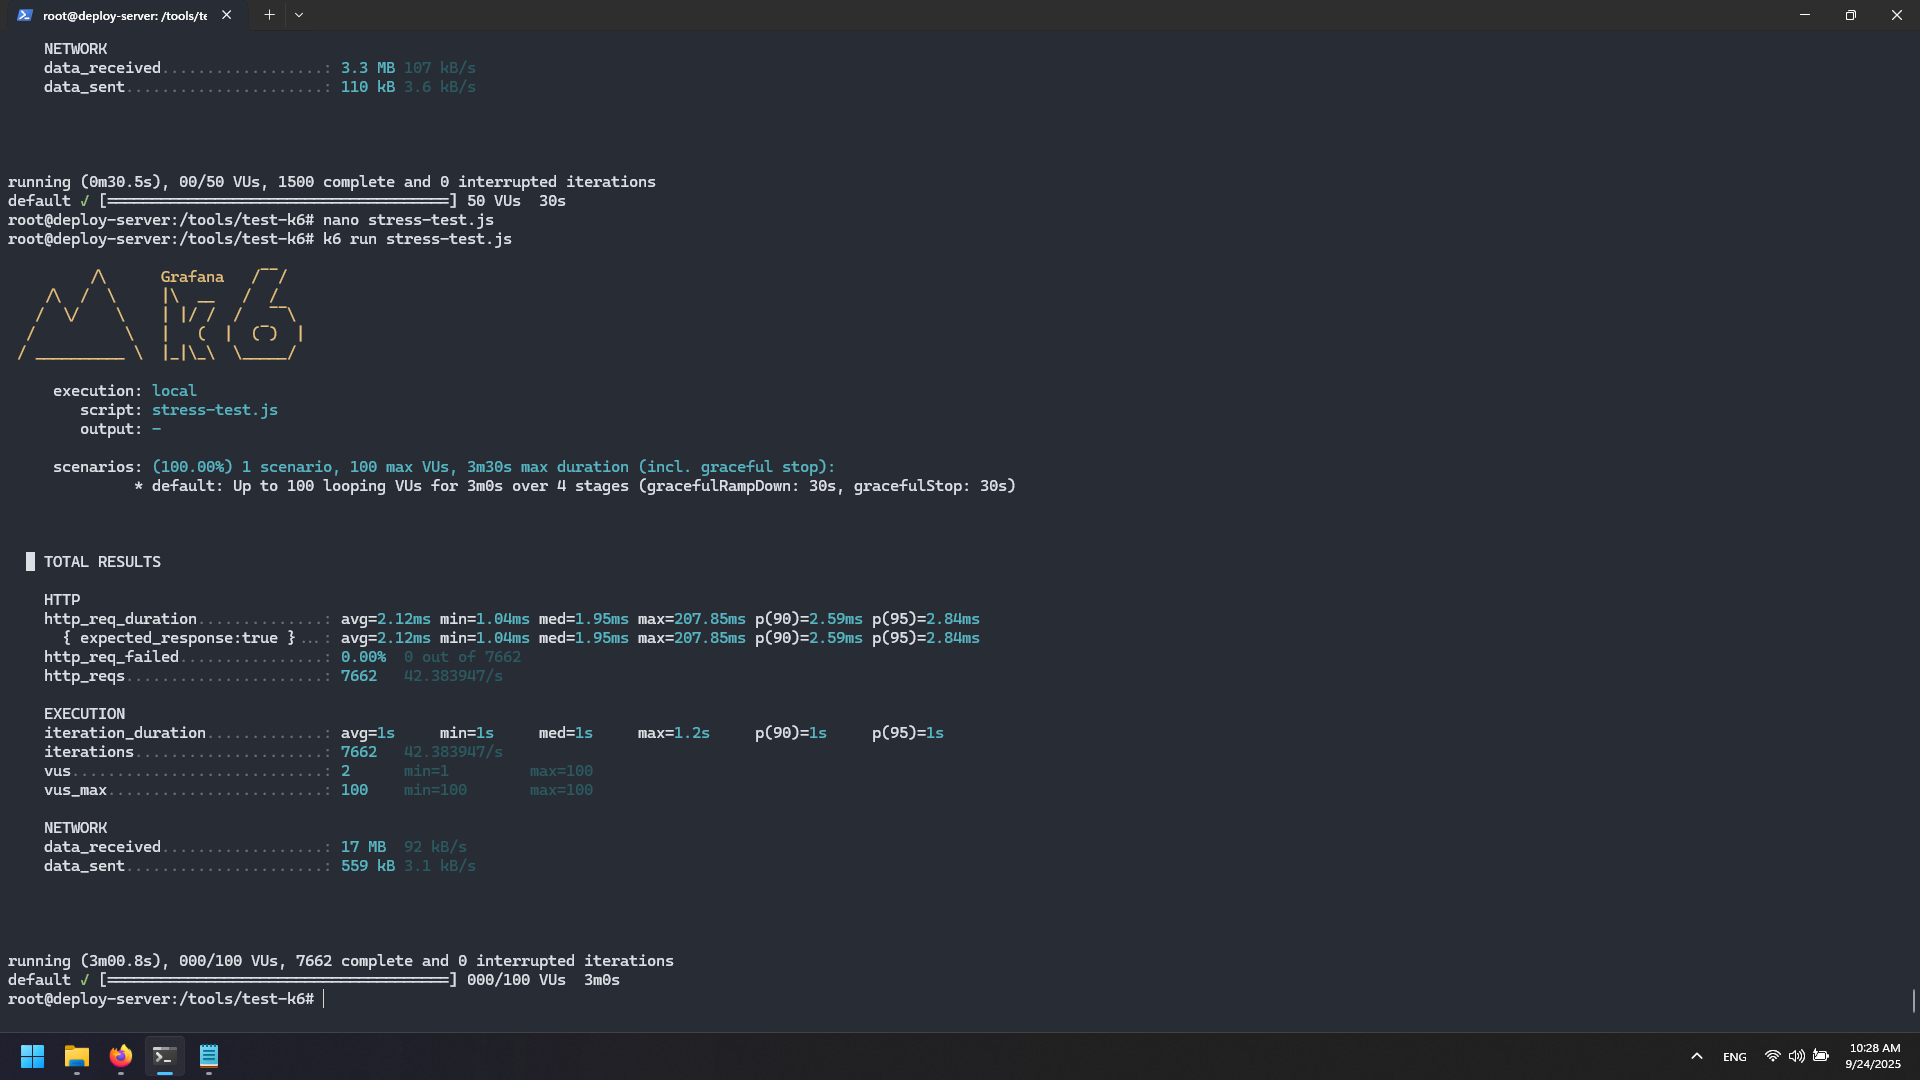 root@deploy-server: /tools/te
NETWORK
data_received..................: 3.3 MB 107 kB/s
data_sent......................: 110 kB 3.6 kB/s
running (0m30.5s), 00/50 VUs, 1500 complete and 0 interrupted iterations
default ✓ [======================================] 50 VUs  30s
root@deploy-server:/tools/test-k6# nano stress-test.js
root@deploy-server:/tools/test-k6# k6 run stress-test.js
Grafana
k6
execution: local
script: stress-test.js
output: -
scenarios: (100.00%) 1 scenario, 100 max VUs, 3m30s max duration (incl. graceful stop):
* default: Up to 100 looping VUs for 3m0s over 4 stages (gracefulRampDown: 30s, gracefulStop: 30s)
█ TOTAL RESULTS
HTTP
http_req_duration..............: avg=2.12ms min=1.04ms med=1.95ms max=207.85ms p(90)=2.59ms p(95)=2.84ms
{ expected_response:true }...: avg=2.12ms min=1.04ms med=1.95ms max=207.85ms p(90)=2.59ms p(95)=2.84ms
http_req_failed................: 0.00%  0 out of 7662
http_reqs......................: 7662   42.383947/s
EXECUTION
iteration_duration.............: avg=1s     min=1s     med=1s     max=1.2s     p(90)=1s     p(95)=1s
iterations.....................: 7662   42.383947/s
vus............................: 2      min=1         max=100
vus_max........................: 100    min=100       max=100
NETWORK
data_received..................: 17 MB  92 kB/s
data_sent......................: 559 kB 3.1 kB/s
running (3m00.8s), 000/100 VUs, 7662 complete and 0 interrupted iterations
default ✓ [======================================] 000/100 VUs  3m0s
root@deploy-server:/tools/test-k6#
ENG
10:28 AM
9/24/2025